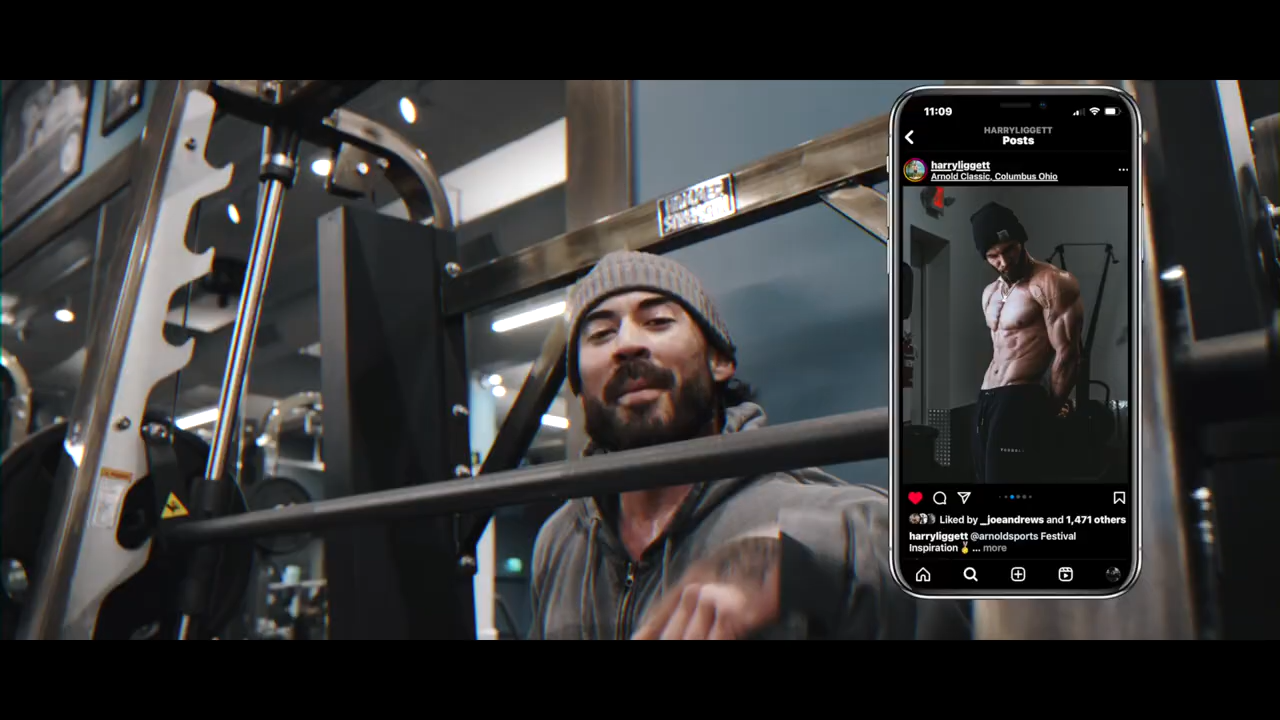 11:09
HARRYLIGGETT
Posts
harryliggett
Arnold Classic, Columbus Ohio
Liked by _joeandrews and 1,471 others
harryliggett @arnoldsports Festival
Inspiration 🏅... more